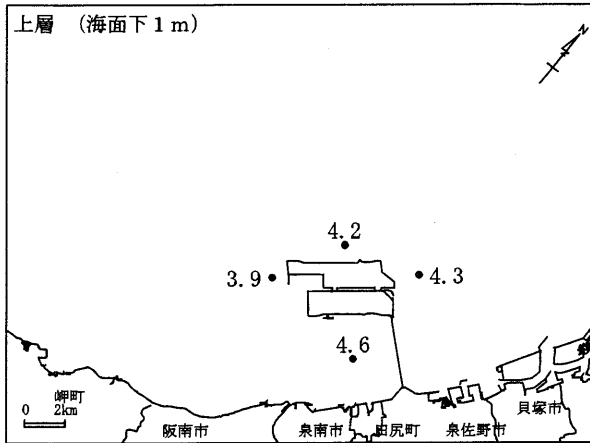 上層 （海面下1m）
N
4.2
3.9
4.3
4.6
岬町
0 2km
阪南市
泉南市
田尻町
泉佐野市
貝塚市